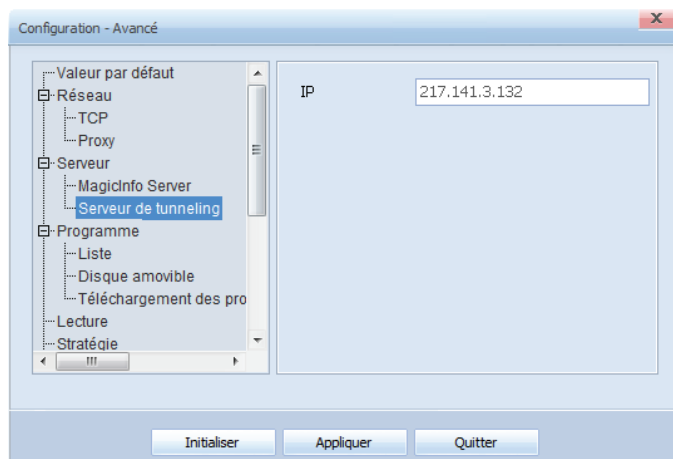 Configuration - Avancé
Valeur par défaut
Réseau
TCP
Proxy
Serveur
MagicInfo Server
Serveur de tunneling
Programme
Liste
Disque amovible
Téléchargement des pro
Lecture
Stratégie
IP
217.141.3.132
Initialiser
Appliquer
Quitter